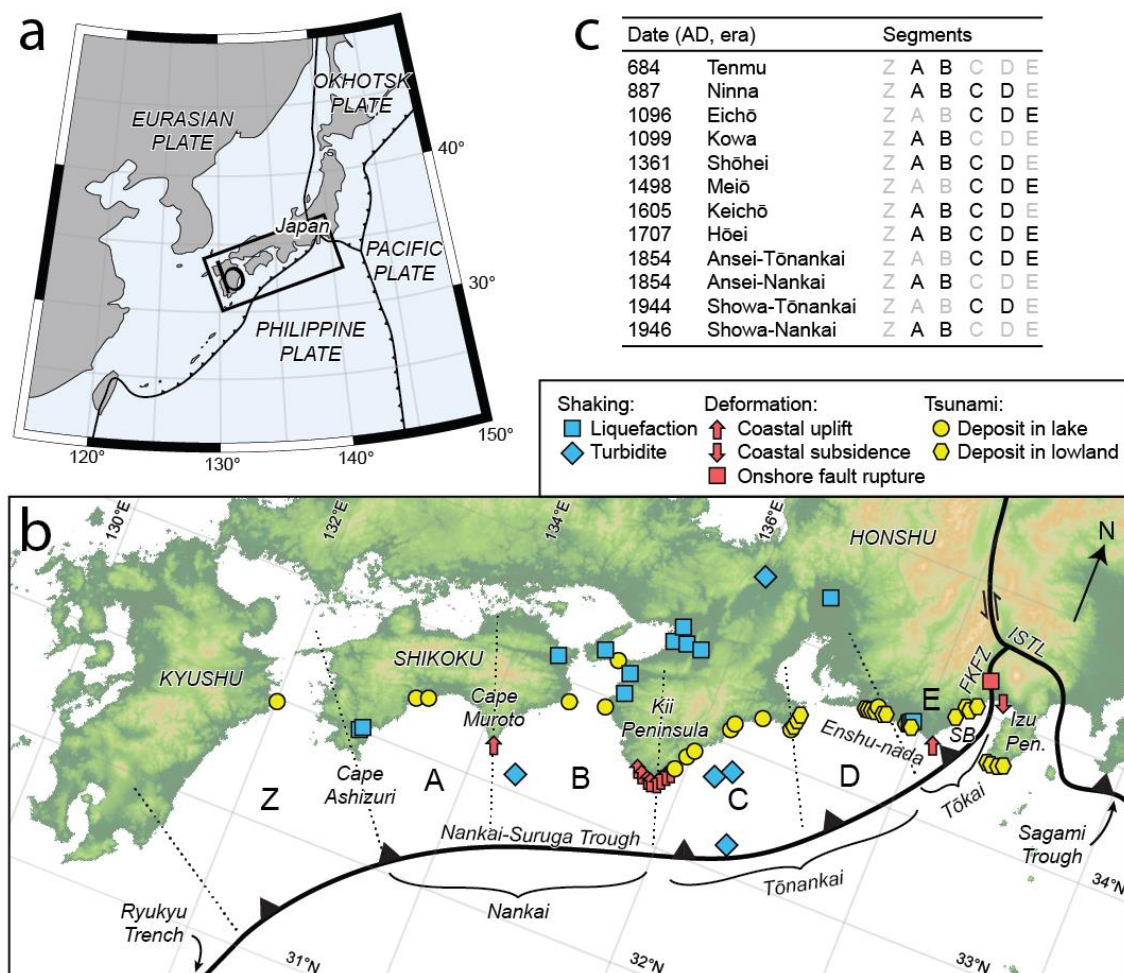 a
OKHOTSK
PLATE
EURASIAN
PLATE
40°
Japan
PACIFIC
PLATE
30°
PHILIPPINE
PLATE
150°
120°
130°
140°
c
Date (AD, era) Segments
684 Tenmu Z A B C D E
887 Ninna Z A B C D E
1096 Eichō Z A B C D E
1099 Kowa Z A B C D E
1361 Shōhei Z A B C D E
1498 Meiō Z A B C D E
1605 Keichō Z A B C D E
1707 Hōei Z A B C D E
1854 Ansei-Tōnankai Z A B C D E
1854 Ansei-Nankai Z A B C D E
1944 Showa-Tōnankai Z A B C D E
1946 Showa-Nankai Z A B C D E
Shaking: Deformation: Tsunami:
Liquefaction Coastal uplift Deposit in lake
Turbidite Coastal subsidence Deposit in lowland
Onshore fault rupture
b
130°E
132°E
134°E
136°E
HONSHU
N
ISTL
FKFZ
KYUSHU
SHIKOKU
Cape
Muroto
Kii
Peninsula
E
SB
Izu
Pen.
Enshu-nada
Cape
Ashizuri
Z
A
B
C
D
Tōkai
Nankai-Suruga Trough
Tōnankai
Nankai
Sagami
Trough
Ryukyu
Trench
31°N
32°N
33°N
34°N